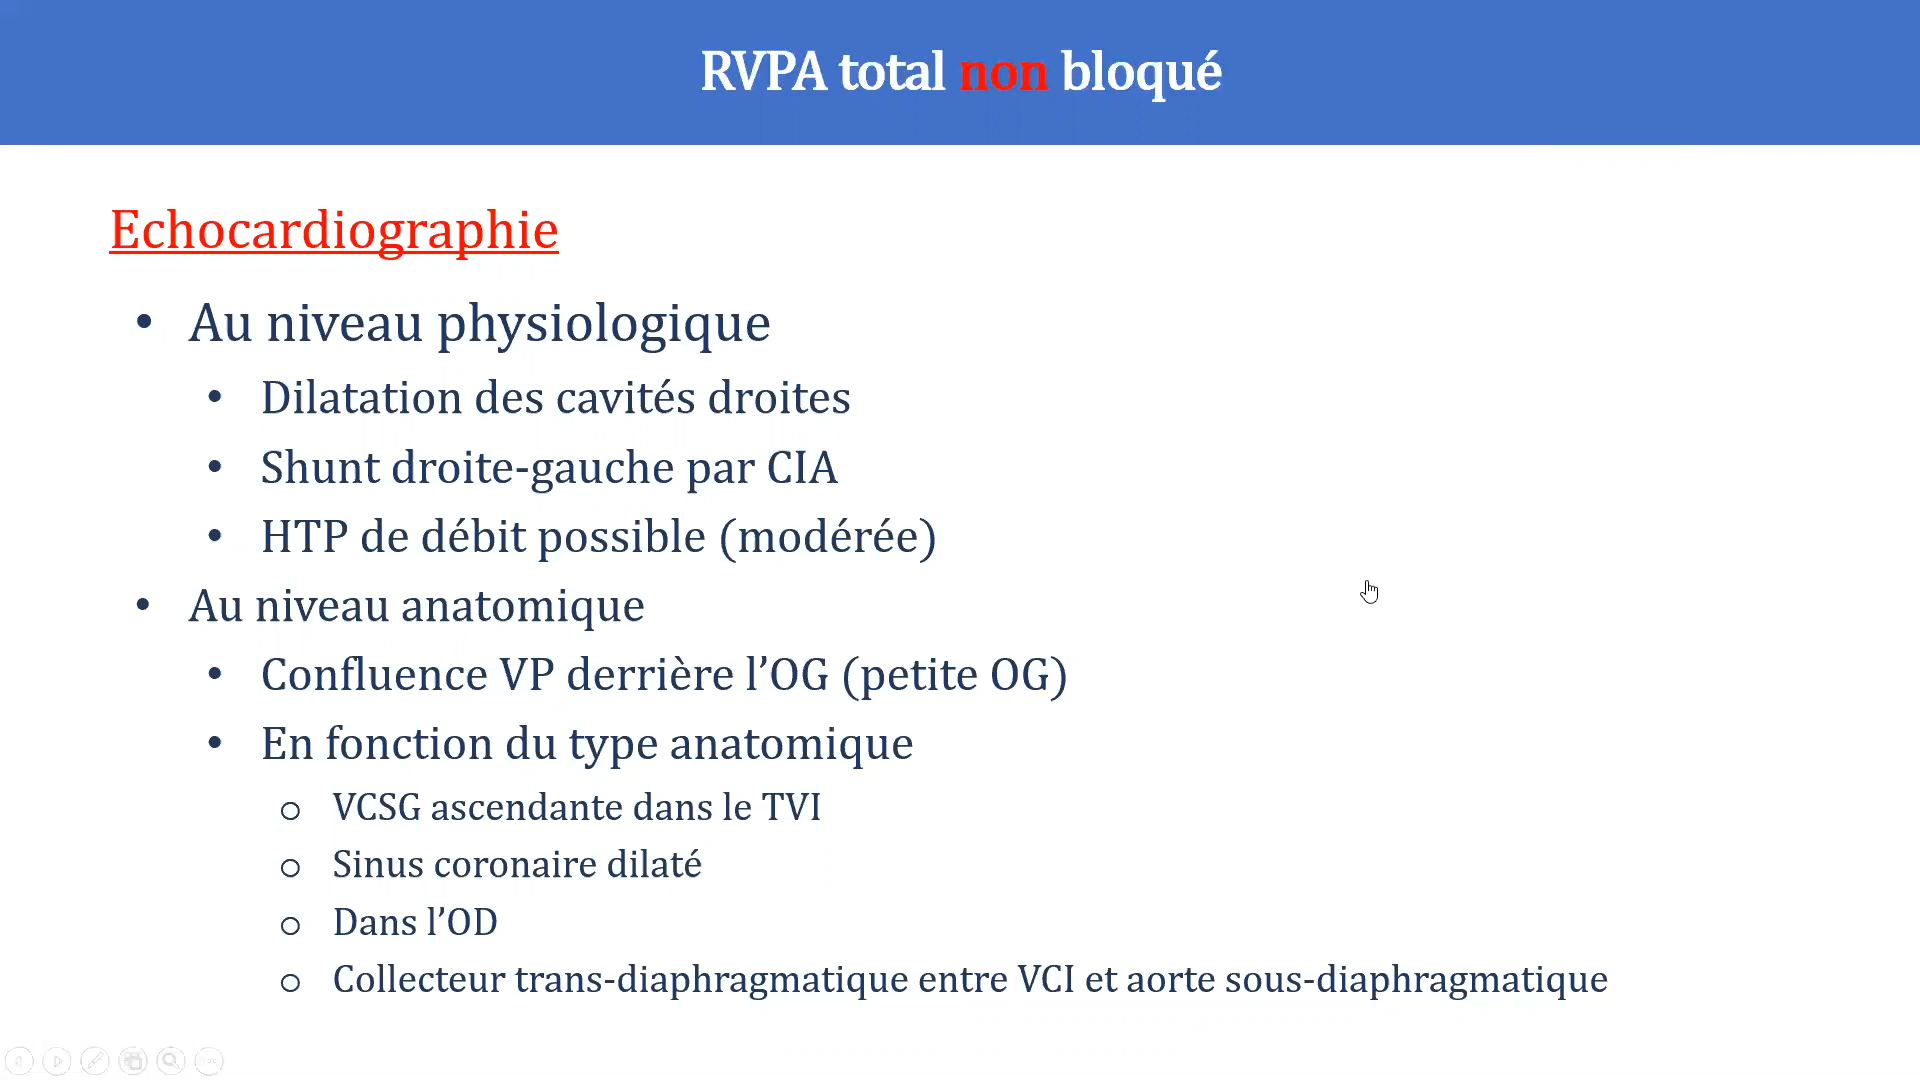 RVPA total non bloqué
Echocardiographie
• Au niveau physiologique
• Dilatation des cavités droites
• Shunt droite-gauche par CIA
• HTP de débit possible (modérée)
• Au niveau anatomique
• Confluence VP derrière l’OG (petite OG)
• En fonction du type anatomique
o VCSG ascendante dans le TVI
o Sinus coronaire dilaté
o Dans l’OD
o Collecteur trans-diaphragmatique entre VCI et aorte sous-diaphragmatique